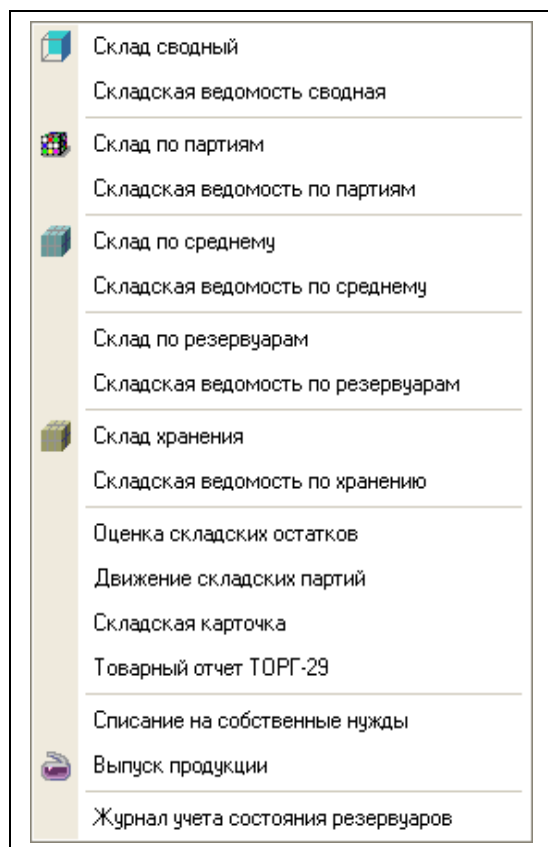 Склад сводный
Складская ведомость сводная
Склад по партиям
Складская ведомость по партиям
Склад по среднему
Складская ведомость по среднему
Склад по резервуарам
Складская ведомость по резервуарам
Склад хранения
Складская ведомость по хранению
Оценка складских остатков
Движение складских партий
Складская карточка
Товарный отчет ТОРГ-29
Списание на собственные нужды
Выпуск продукции
Журнал учета состояния резервуаров